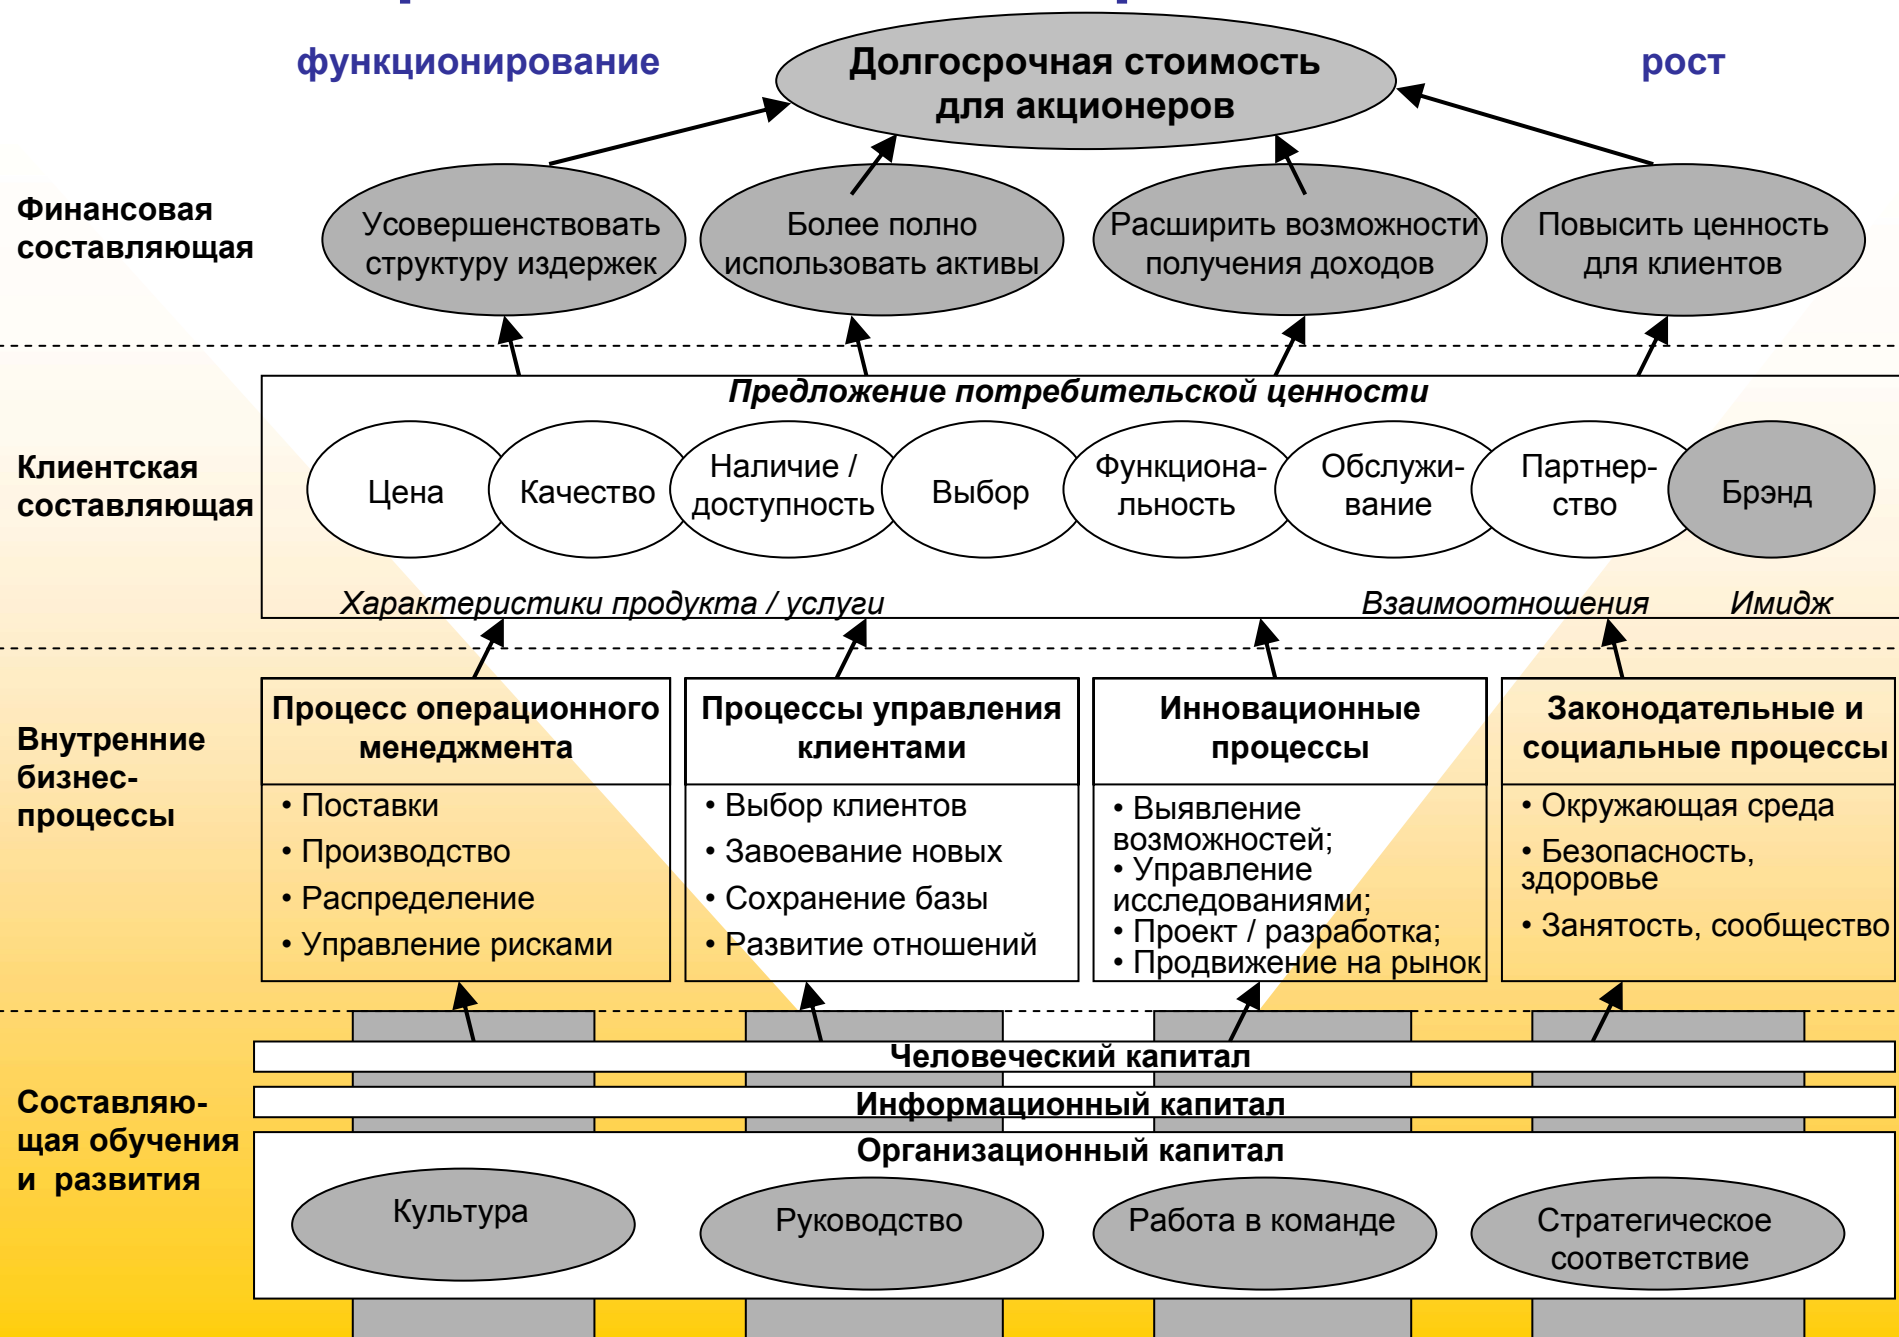 функционирование
Долгосрочная стоимость
для акционеров
рост
Финансовая
составляющая
Усовершенствовать
структуру издержек
Более полно
использовать активы
Расширить возможности
получения доходов
Повысить ценность
для клиентов
Предложение потребительской ценности
Клиентская
составляющая
Цена
Качество
Наличие /
доступность
Выбор
Функциона-
льность
Обслужи-
вание
Партнер-
ство
Брэнд
Характеристики продукта / услуги
Взаимоотношения
Имидж
Внутренние
бизнес-
процессы
Процесс операционного
менеджмента
• Поставки
• Производство
• Распределение
• Управление рисками
Процессы управления
клиентами
• Выбор клиентов
• Завоевание новых
• Сохранение базы
• Развитие отношений
Инновационные
процессы
• Выявление
возможностей;
• Управление
исследованиями;
• Проект / разработка;
• Продвижение на рынок
Законодательные и
социальные процессы
• Окружающая среда
• Безопасность,
здоровье
• Занятость, сообщество
Составляю-
щая обучения
и развития
Человеческий капитал
Информационный капитал
Организационный капитал
Культура
Руководство
Работа в команде
Стратегическое
соответствие